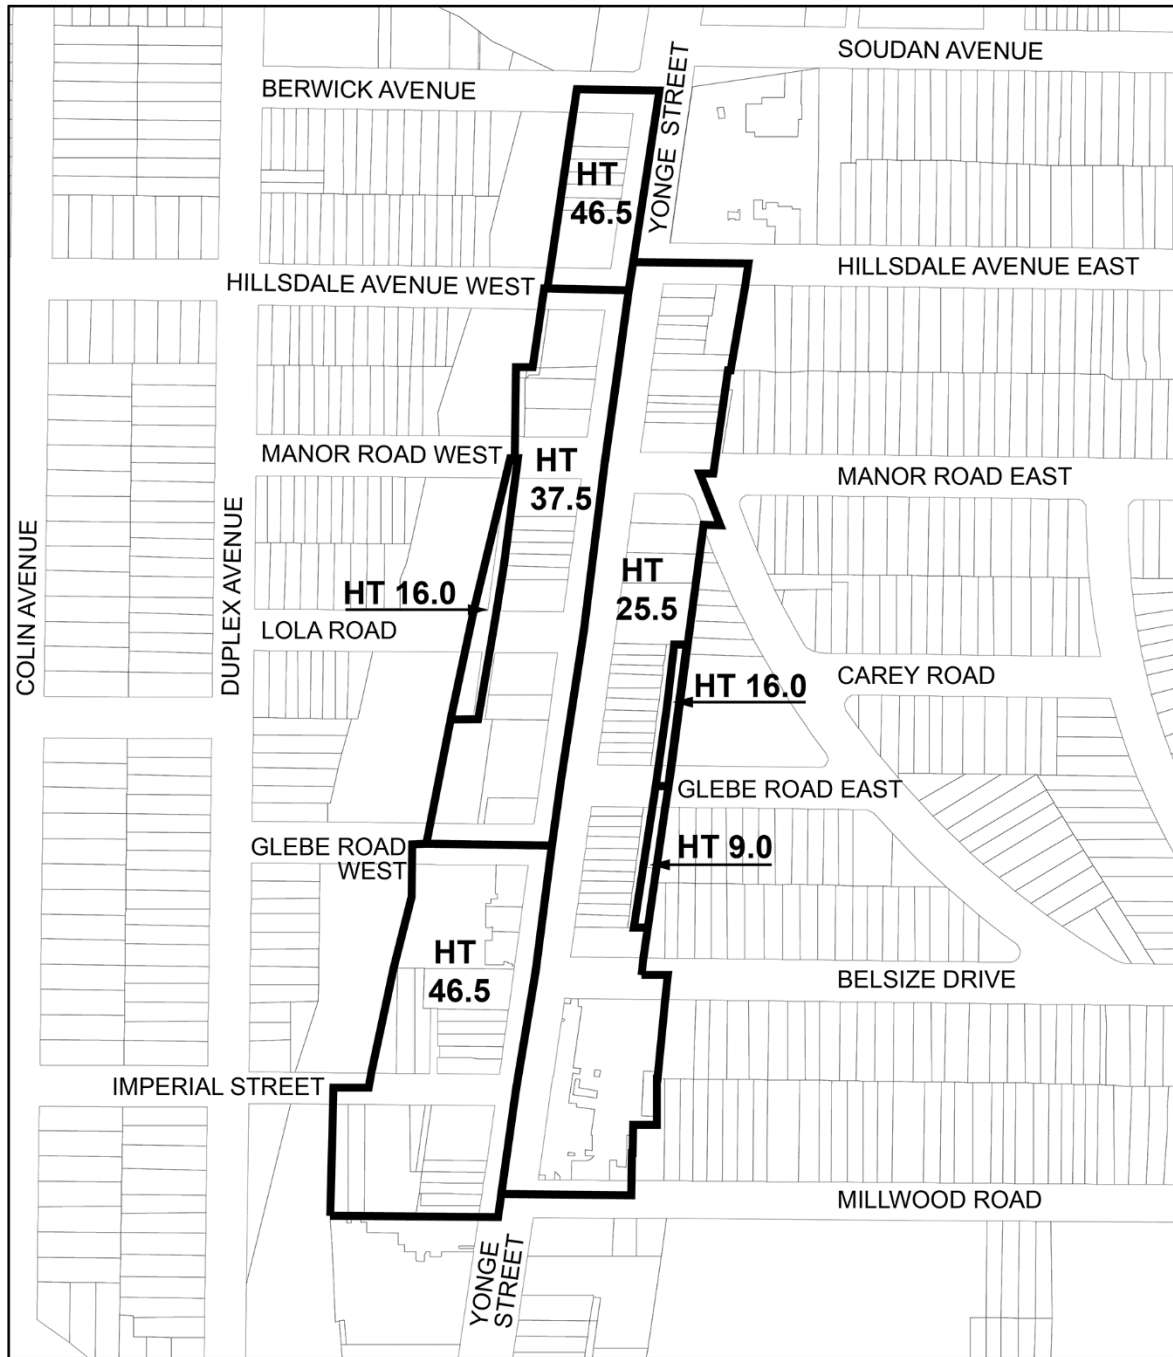 SOUDAN AVENUE
BERWICK AVENUE
YONGE STREET
HT
46.5
HILLSDALE AVENUE EAST
HILLSDALE AVENUE WEST
MANOR ROAD WEST
HT
37.5
MANOR ROAD EAST
COLIN AVENUE
DUPLEX AVENUE
HT 16.0
HT
25.5
LOLA ROAD
CAREY ROAD
HT 16.0
GLEBE ROAD EAST
GLEBE ROAD
WEST
HT 9.0
HT
46.5
BELSIZE DRIVE
IMPERIAL STREET
MILLWOOD ROAD
YONGE
STREET